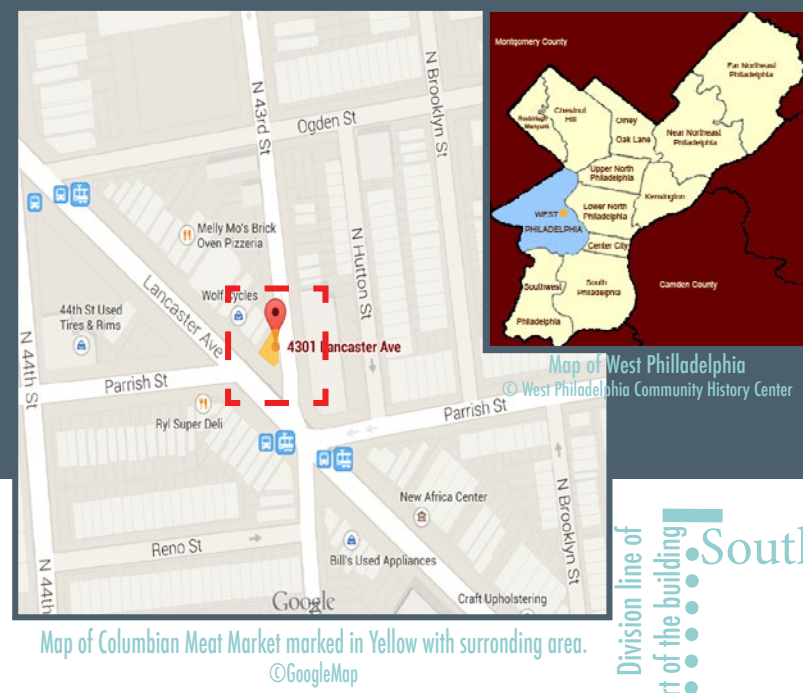 N 43rd St
N Brooklyn St
Ogden St
Melly Mo's Brick
Oven Pizzeria
N Hutton St
Lancaster Ave
Wolf Cycles
44th St Used
Tires & Rims
4301 Lancaster Ave
N 44th St
Parrish St
Parrish St
Ryl Super Deli
New Africa Center
N Brooklyn St
Reno St
Bill's Used Appliances
N 44th
Google
Craft Upholstering
Map of Columbian Meat Market marked in Yellow with surronding area.
©GoogleMap
Montgomery County
Far Northeast
Philadelphia
Chestnut
Hill
Olney
Oak Lane
Near Northeast
Philadelphia
Upper North
Philadelphia
Kensington
Lower North
Philadelphia
WEST
PHILADELPHIA
Center City
Southwest
Philadelphia
South
Philadelphia
Camden County
Map of West Philladelphia
© West Philadelphia Community History Center
Division line of
rt of the building
South